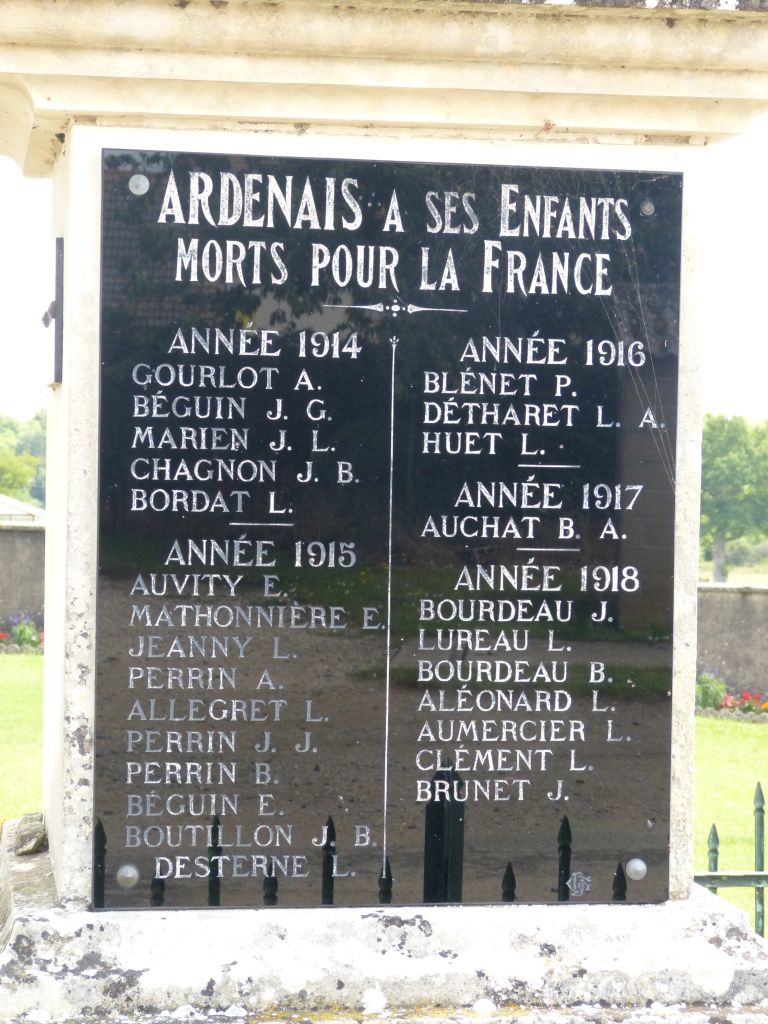 ARDENAIS A SES ENFANTS
MORTS POUR LA FRANCE
ANNÉE 1914
GOURLOT A.
BÉGUIN J. G.
MARIEN J. L.
CHAGNON J. B.
BORDAT L.
ANNÉE 1915
AUVITY E.
MATHONNIÈRE E.
JEANNY L.
PERRIN A.
ALLEGRET L.
PERRIN J. J.
PERRIN B.
BÉGUIN E.
BOUTILLON J. B.
DESTERNE L.
ANNÉE 1916
BLÉNET P.
DÉTHARET L. A.
HUET L.
ANNÉE 1917
AUCHAT B. A.
ANNÉE 1918
BOURDEAU J.
LUREAU L.
BOURDEAU B.
ALÉONARD L.
AUMERCIER L.
CLÉMENT L.
BRUNET J.